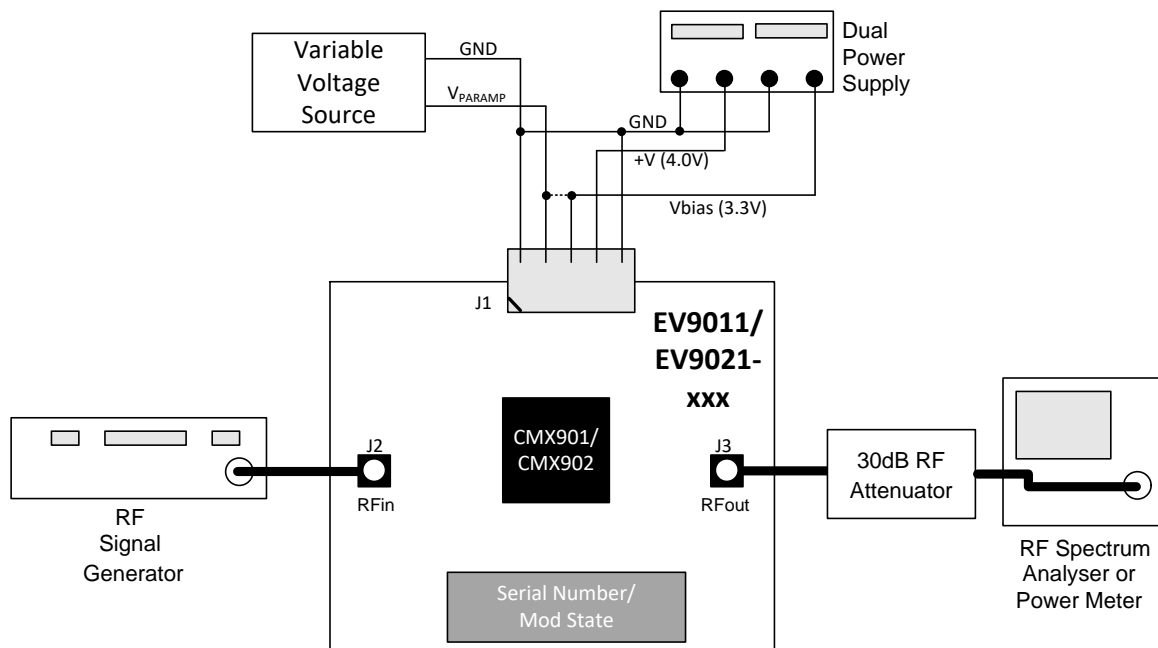 Variable
Voltage
Source
GND
VPARAMP
Dual
Power
Supply
GND
+V (4.0V)
Vbias (3.3V)
J1
EV9011/
EV9021-
xxx
CMX901/
CMX902
J2
RFin
J3
RFout
30dB RF
Attenuator
RF
Signal
Generator
RF Spectrum
Analyser or
Power Meter
Serial Number/
Mod State